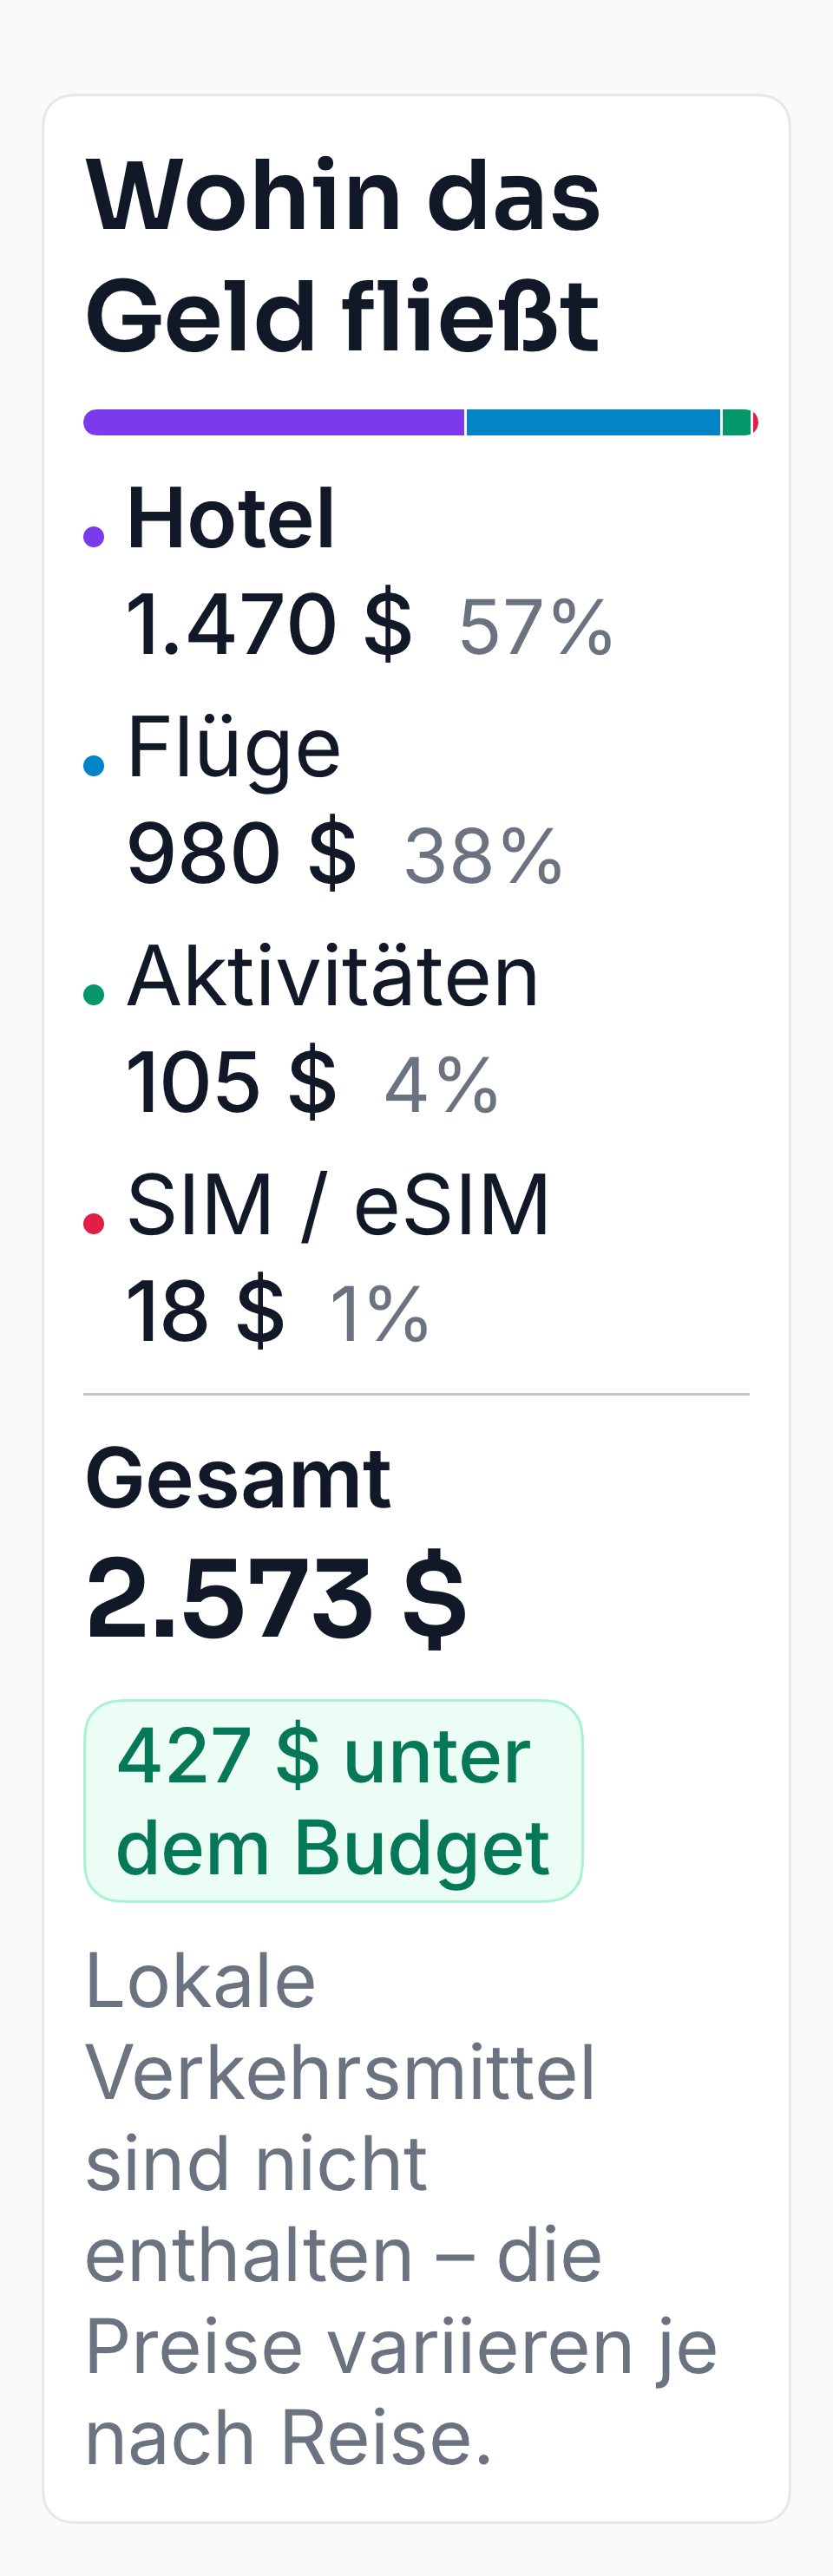 Wohin das
Geld fließt
Hotel
1.470 $ 57%
Flüge
980 $ 38%
Aktivitäten
105 $ 4%
SIM / eSIM
18 $ 1%
Gesamt
2.573 $
427 $ unter
dem Budget
Lokale
Verkehrsmittel
sind nicht
enthalten – die
Preise variieren je
nach Reise.